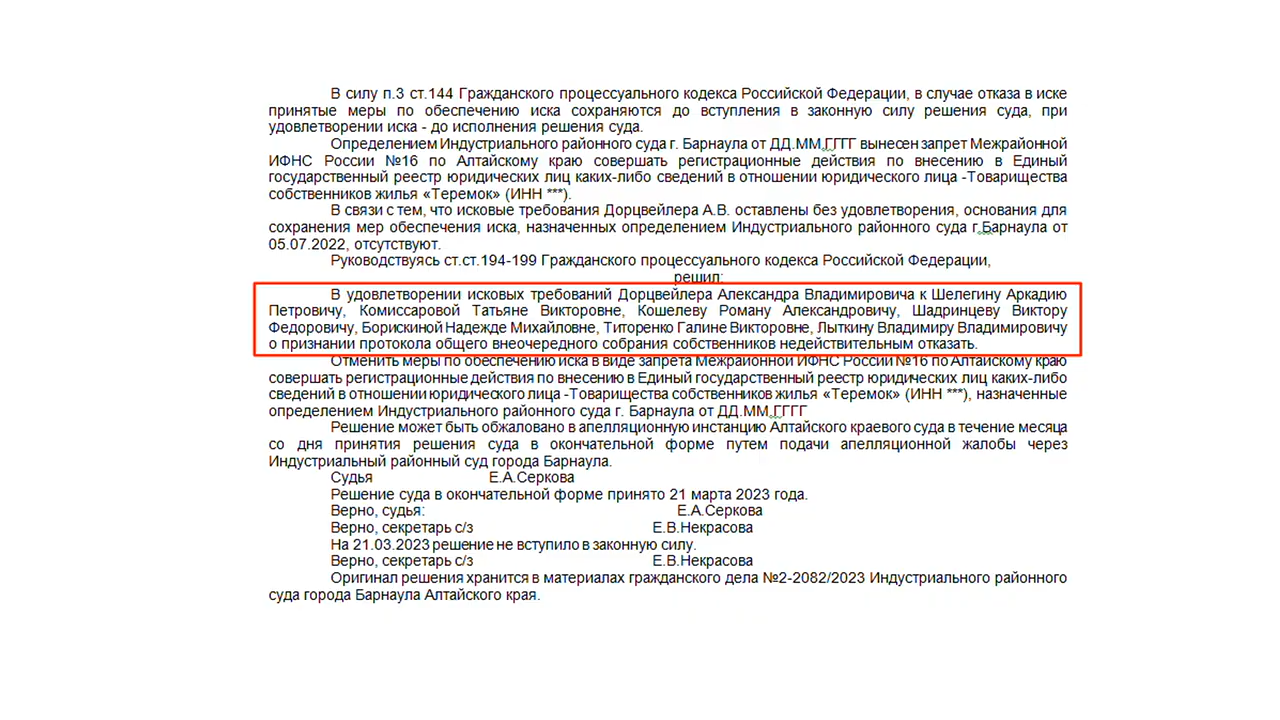 В силу п.3 ст.144 Гражданского процессуального кодекса Российской Федерации, в случае отказа в иске
принятые меры по обеспечению иска сохраняются до вступления в законную силу решения суда, при
удовлетворении иска - до исполнения решения суда.
Определением Индустриального районного суда г. Барнаула от ДД.ММ.ГГГГ вынесен запрет Межрайонной
ИФНС России №16 по Алтайскому краю совершать регистрационные действия по внесению в Единый
государственный реестр юридических лиц каких-либо сведений в отношении юридического лица -Товарищества
собственников жилья «Теремок» (ИНН ***).
В связи с тем, что исковые требования Дорцвейлера А.В. оставлены без удовлетворения, основания для
сохранения мер обеспечения иска, назначенных определением Индустриального районного суда г.Барнаула от
05.07.2022, отсутствуют.
Руководствуясь ст.ст.194-199 Гражданского процессуального кодекса Российской Федерации,
решил:
В удовлетворении исковых требований Дорцвейлера Александра Владимировича к Шелегину Аркадию
Петровичу, Комиссаровой Татьяне Викторовне, Кошелеву Роману Александровичу, Шадринцеву Виктору
Федоровичу, Борискиной Надежде Михайловне, Титоренко Галине Викторовне, Лыткину Владимиру Владимировичу
о признании протокола общего внеочередного собрания собственников недействительным отказать.
Отменить меры по обеспечению иска в виде запрета Межрайонной ИФНС России №16 по Алтайскому краю
совершать регистрационные действия по внесению в Единый государственный реестр юридических лиц каких-либо
сведений в отношении юридического лица -Товарищества собственников жилья «Теремок» (ИНН ***), назначенные
определением Индустриального районного суда г. Барнаула от ДД.ММ.ГГГГ
Решение может быть обжаловано в апелляционную инстанцию Алтайского краевого суда в течение месяца
со дня принятия решения суда в окончательной форме путем подачи апелляционной жалобы через
Индустриальный районный суд города Барнаула.
Судья Е.А.Серкова
Решение суда в окончательной форме принято 21 марта 2023 года.
Верно, судья: Е.А.Серкова
Верно, секретарь с/з Е.В.Некрасова
На 21.03.2023 решение не вступило в законную силу.
Верно, секретарь с/з Е.В.Некрасова
Оригинал решения хранится в материалах гражданского дела №2-2082/2023 Индустриального районного
суда города Барнаула Алтайского края.